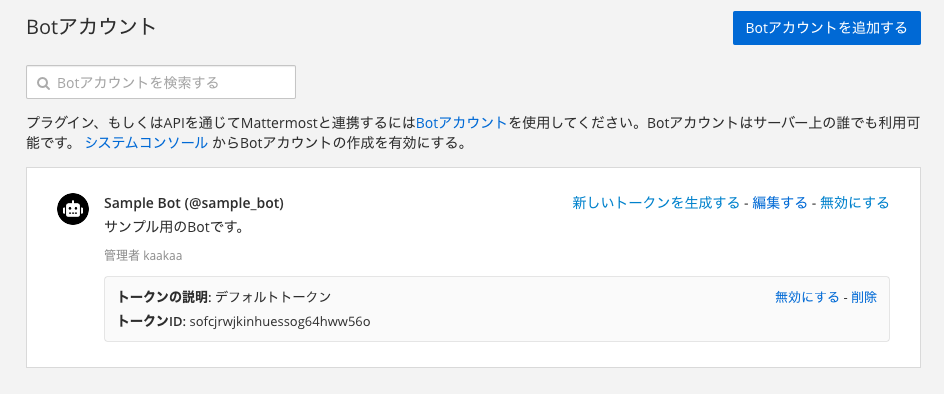 Botアカウント
Botアカウントを追加する
Botアカウントを検索する
プラグイン、もしくはAPIを通じてMattermostと連携するにはBotアカウントを使用してください。Botアカウントはサーバー上の誰でも利用可
能です。 システムコンソール からBotアカウントの作成を有効にする。
Sample Bot (@sample_bot)
新しいトークンを生成する - 編集する - 無効にする
サンプル用のBotです。
管理者 kaakaa
トークンの説明: デフォルトトークン
無効にする - 削除
トークンID: sofcjrwjkinhuessog64hww56o